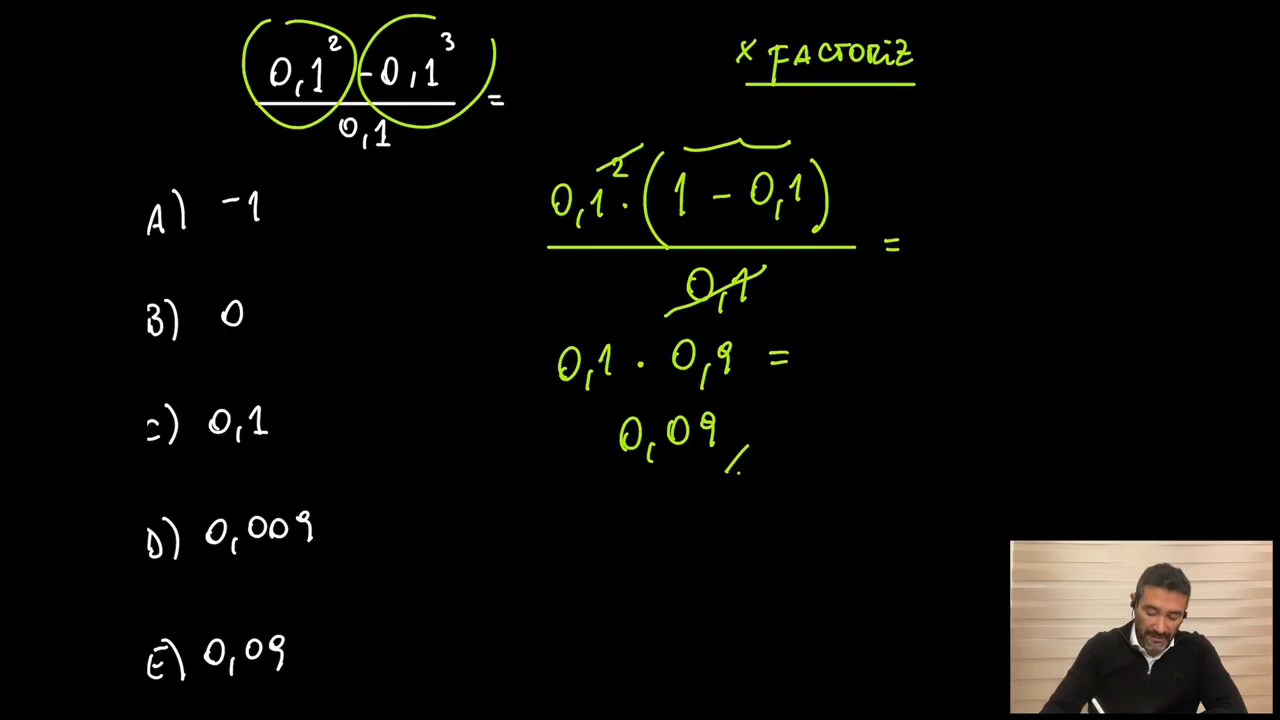 0,1² - 0,1³ =
0,1
A) -1
B) 0
C) 0,1
D) 0,009
E) 0,09
x FACTORIZ
0,1². (1 - 0,1) =
0,1
0,1 . 0,9 =
0,09 //.